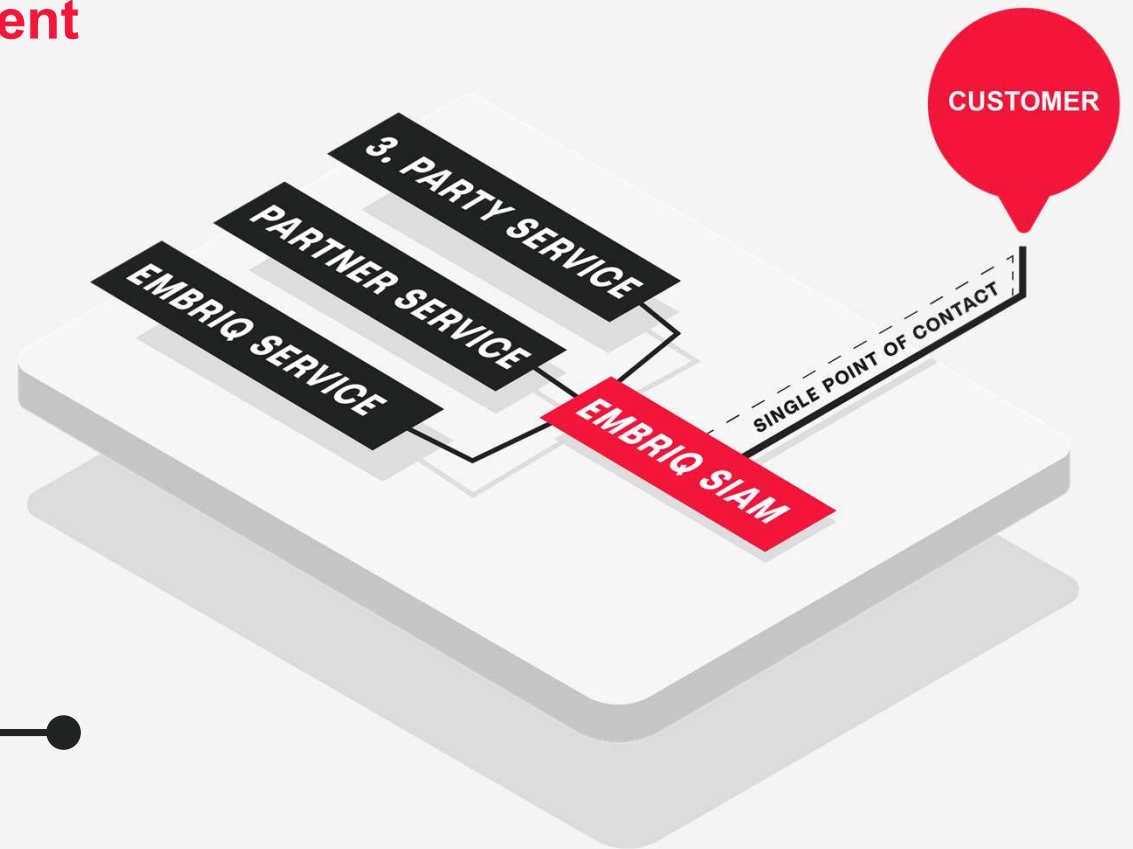 ent
CUSTOMER
3. PARTY SERVICE
PARTNER SERVICE
EMBRIQ SERVICE
SINGLE POINT OF CONTACT
EMBRIQ SIAM